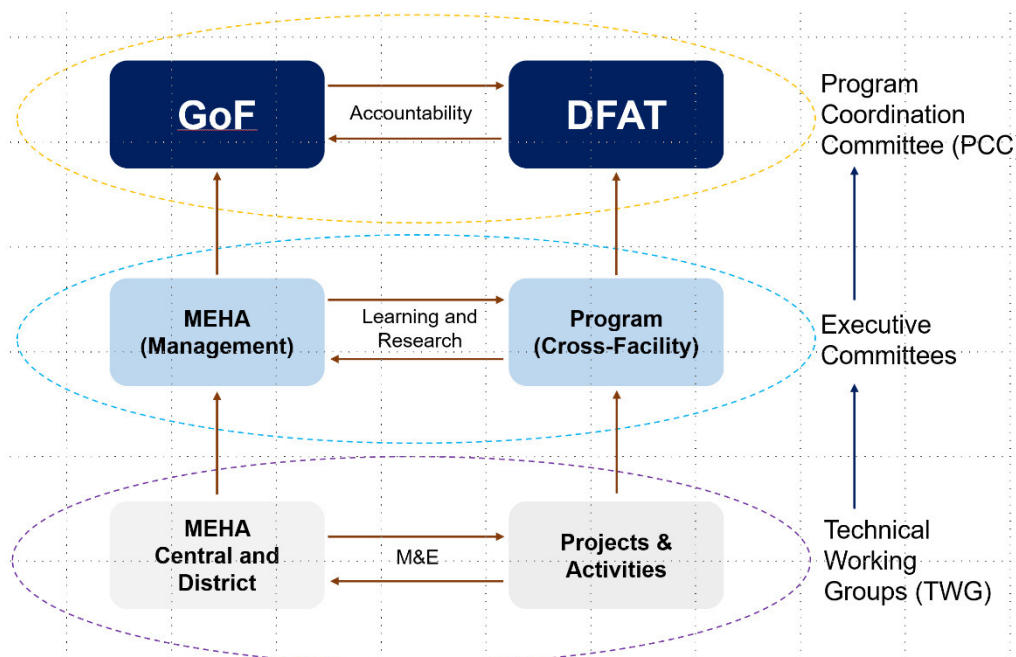 GoF
Accountability
DFAT
Program
Coordination
Committee (PCC)
MEHA
(Management)
Learning and
Research
Program
(Cross-Facility)
Executive
Committees
MEHA
Central and
District
M&E
Projects &
Activities
Technical
Working
Groups (TWG)